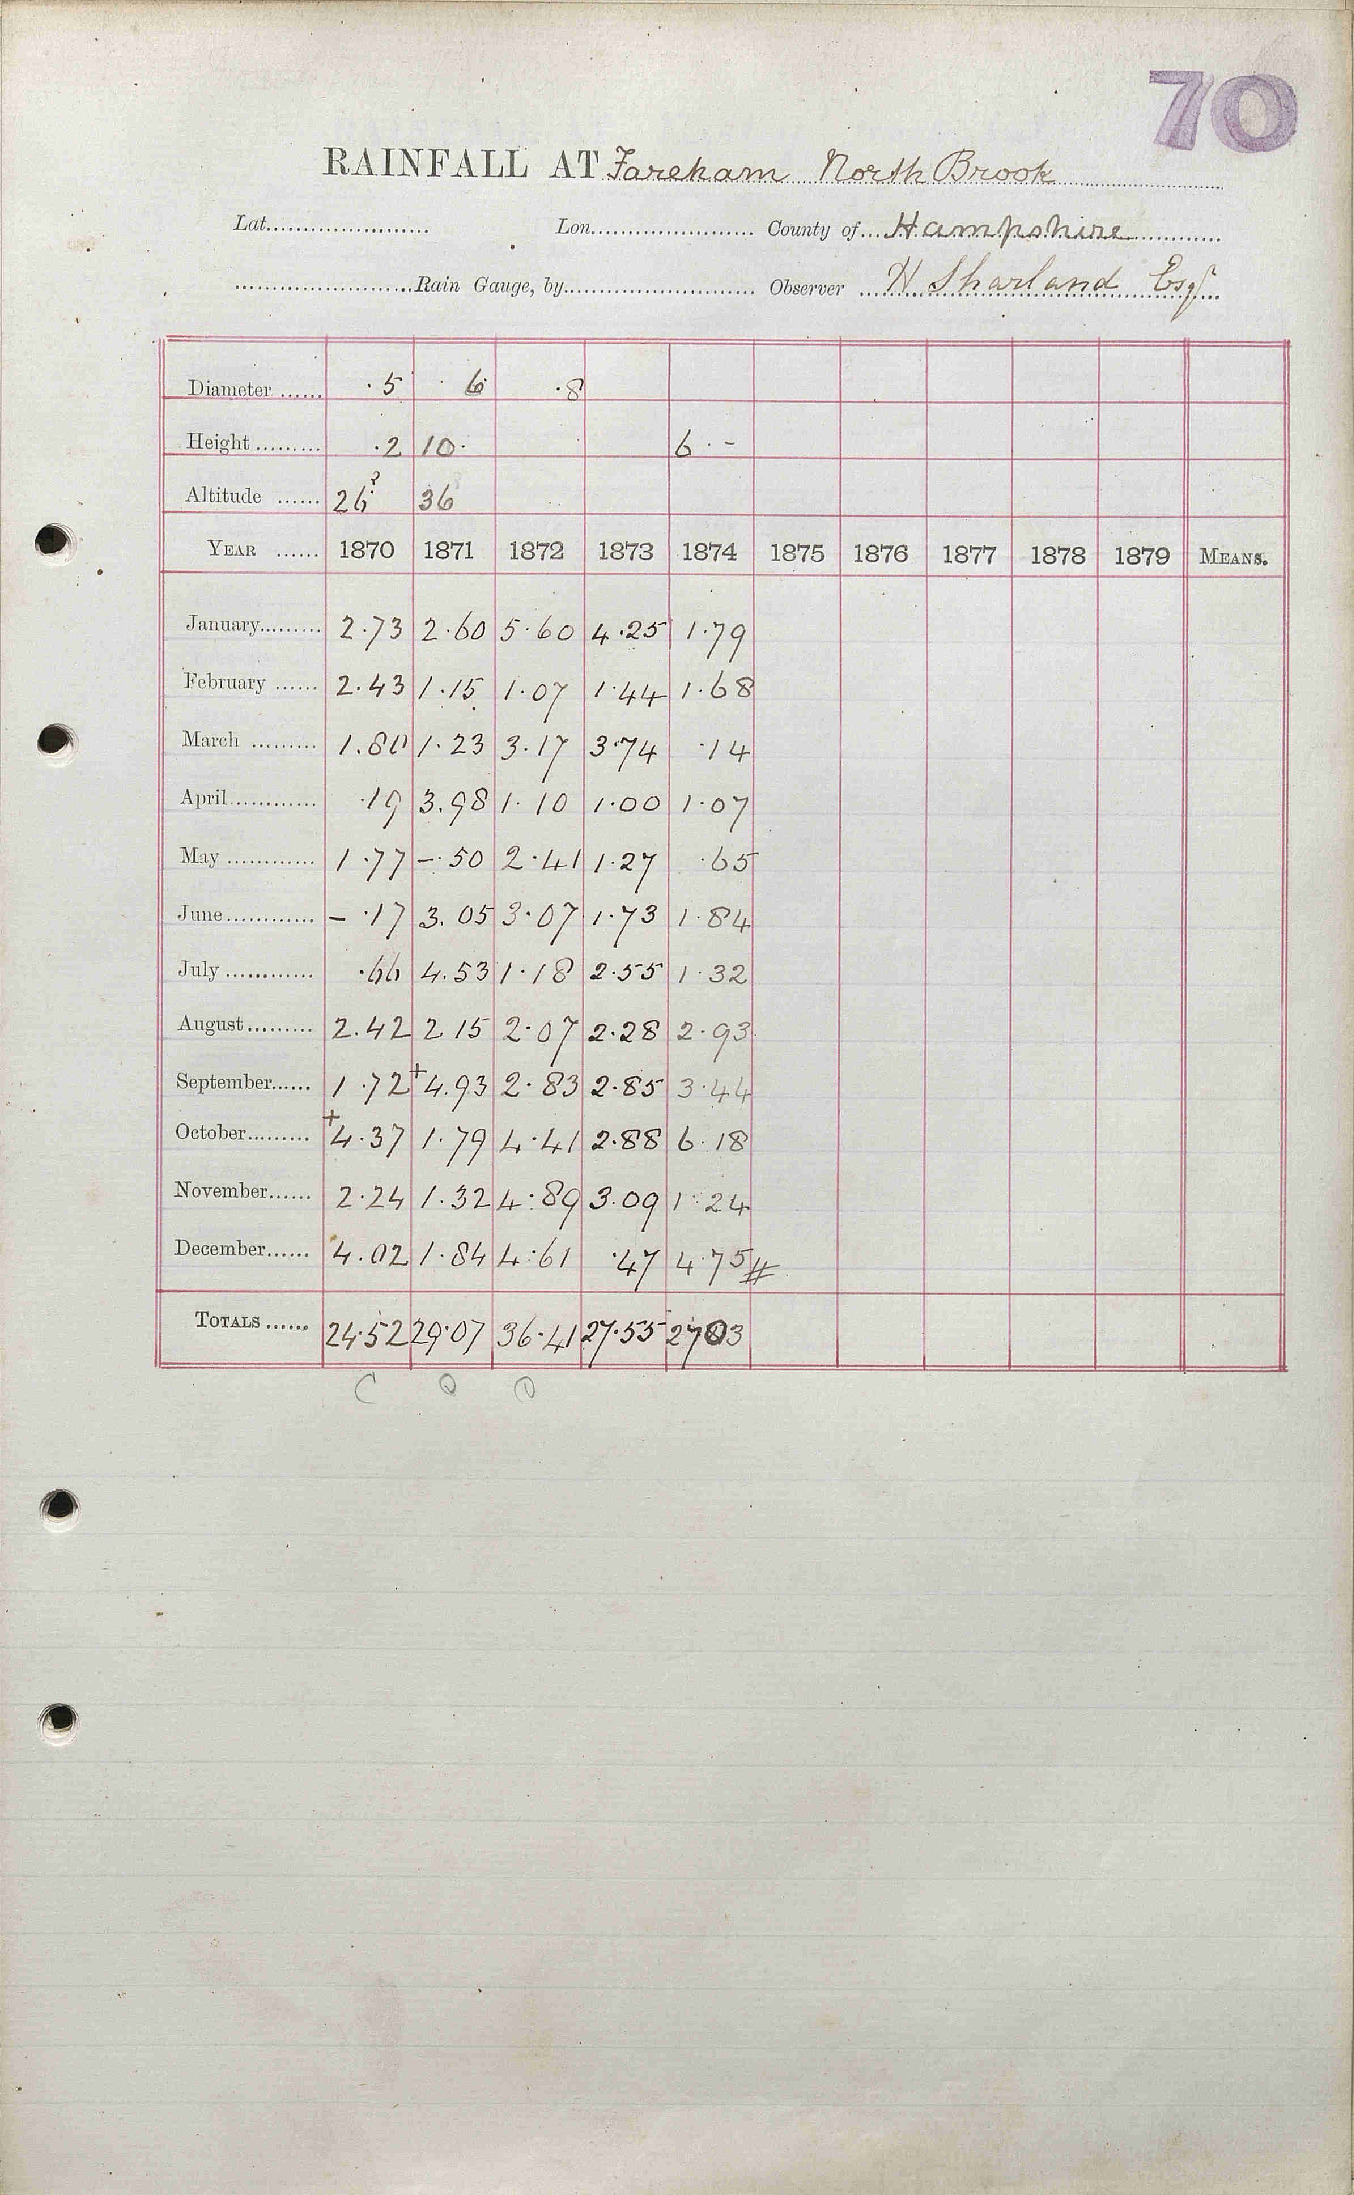 70
RAINFALL AT Fareham North Brook
Lat. Lon. County of Hampshire
Rain Gauge, by Observer H Sharland Esqr
Diameter ...... ·5 · 6 ·8
Height ......... ·2 10· 6 · -
Altitude ...... 26? 36
YEAR ...... 1870 1871 1872 1873 1874 1875 1876 1877 1878 1879 MEANS.
January......... 2·73 2·60 5·60 4·25 1·79
February ...... 2·43 1·15 1·07 1·44 1·68
March ......... 1·80 1·23 3·17 3·74 ·14
April............ ·19 3·98 1·10 1·00 1·07
May ............ 1·77 -·50 2·41 1·27 ·65
June............ - ·17 3·05 3·07 1·73 1·84
July ............ ·66 4·53 1·18 2·55 1·32
August......... 2·42 2 15 2·07 2·28 2·93
September...... 1·72 +4·93 2·83 2·85 3·44
October......... +4·37 1·79 4·41 2·88 6·18
November...... 2·24 1·32 4·89 3·09 1·24
December...... 4·02 1·84 4·61 ·47 4·75 #
TOTALS ...... 24·52 29·07 36·41 27·55 27·03